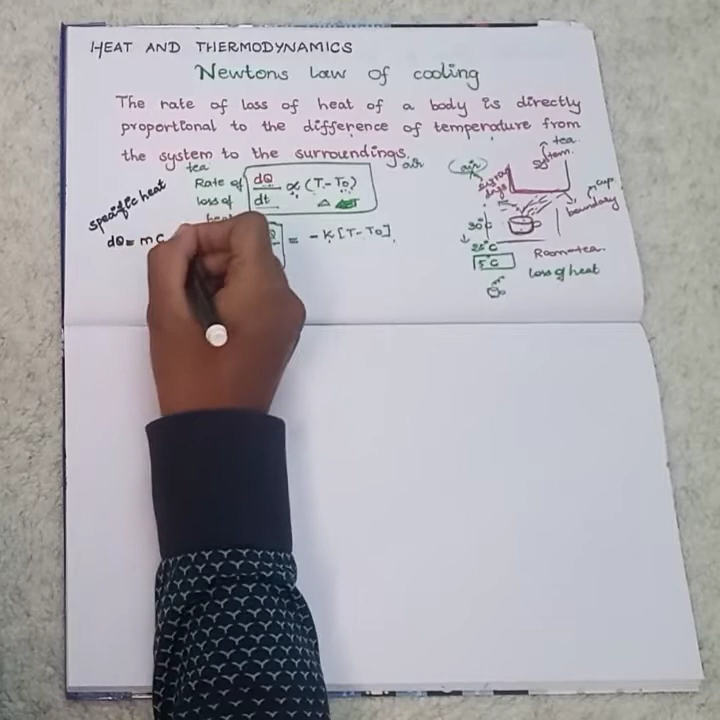 HEAT AND THERMODYNAMICS
Newtons law of cooling
The rate of loss of heat of a body is directly
proportional to the difference of temperature from
the system to the surroundings.
tea
air
Rate of dQ/dt ∝ (T-T0)
loss of
= -K[T-T0].
specific heat
dQ = mc
air
tea
system.
cup
boundary
30°C
25°C
5°C
Room tea.
loss of heat